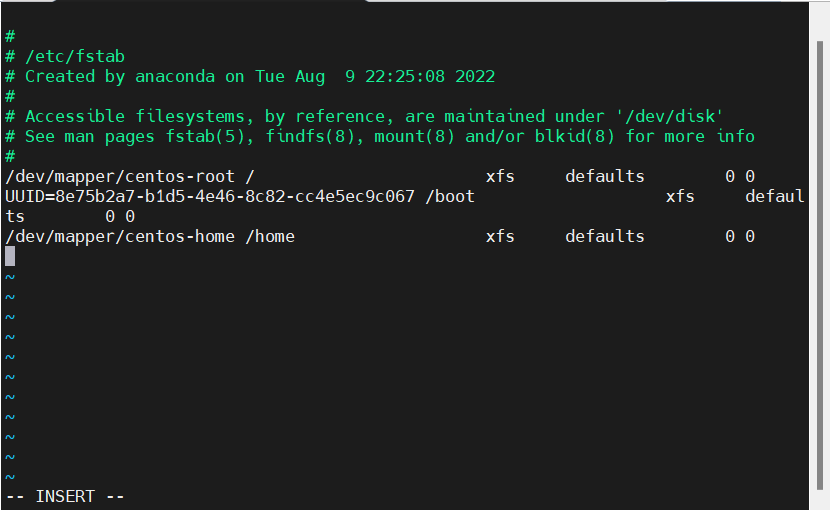 #
# /etc/fstab
# Created by anaconda on Tue Aug  9 22:25:08 2022
#
# Accessible filesystems, by reference, are maintained under '/dev/disk'
# See man pages fstab(5), findfs(8), mount(8) and/or blkid(8) for more info
#
/dev/mapper/centos-root /                       xfs     defaults        0 0
UUID=8e75b2a7-b1d5-4e46-8c82-cc4e5ec9c067 /boot                   xfs     defaul
ts        0 0
/dev/mapper/centos-home /home                   xfs     defaults        0 0
~
~
~
~
~
~
~
~
~
~
~
-- INSERT --